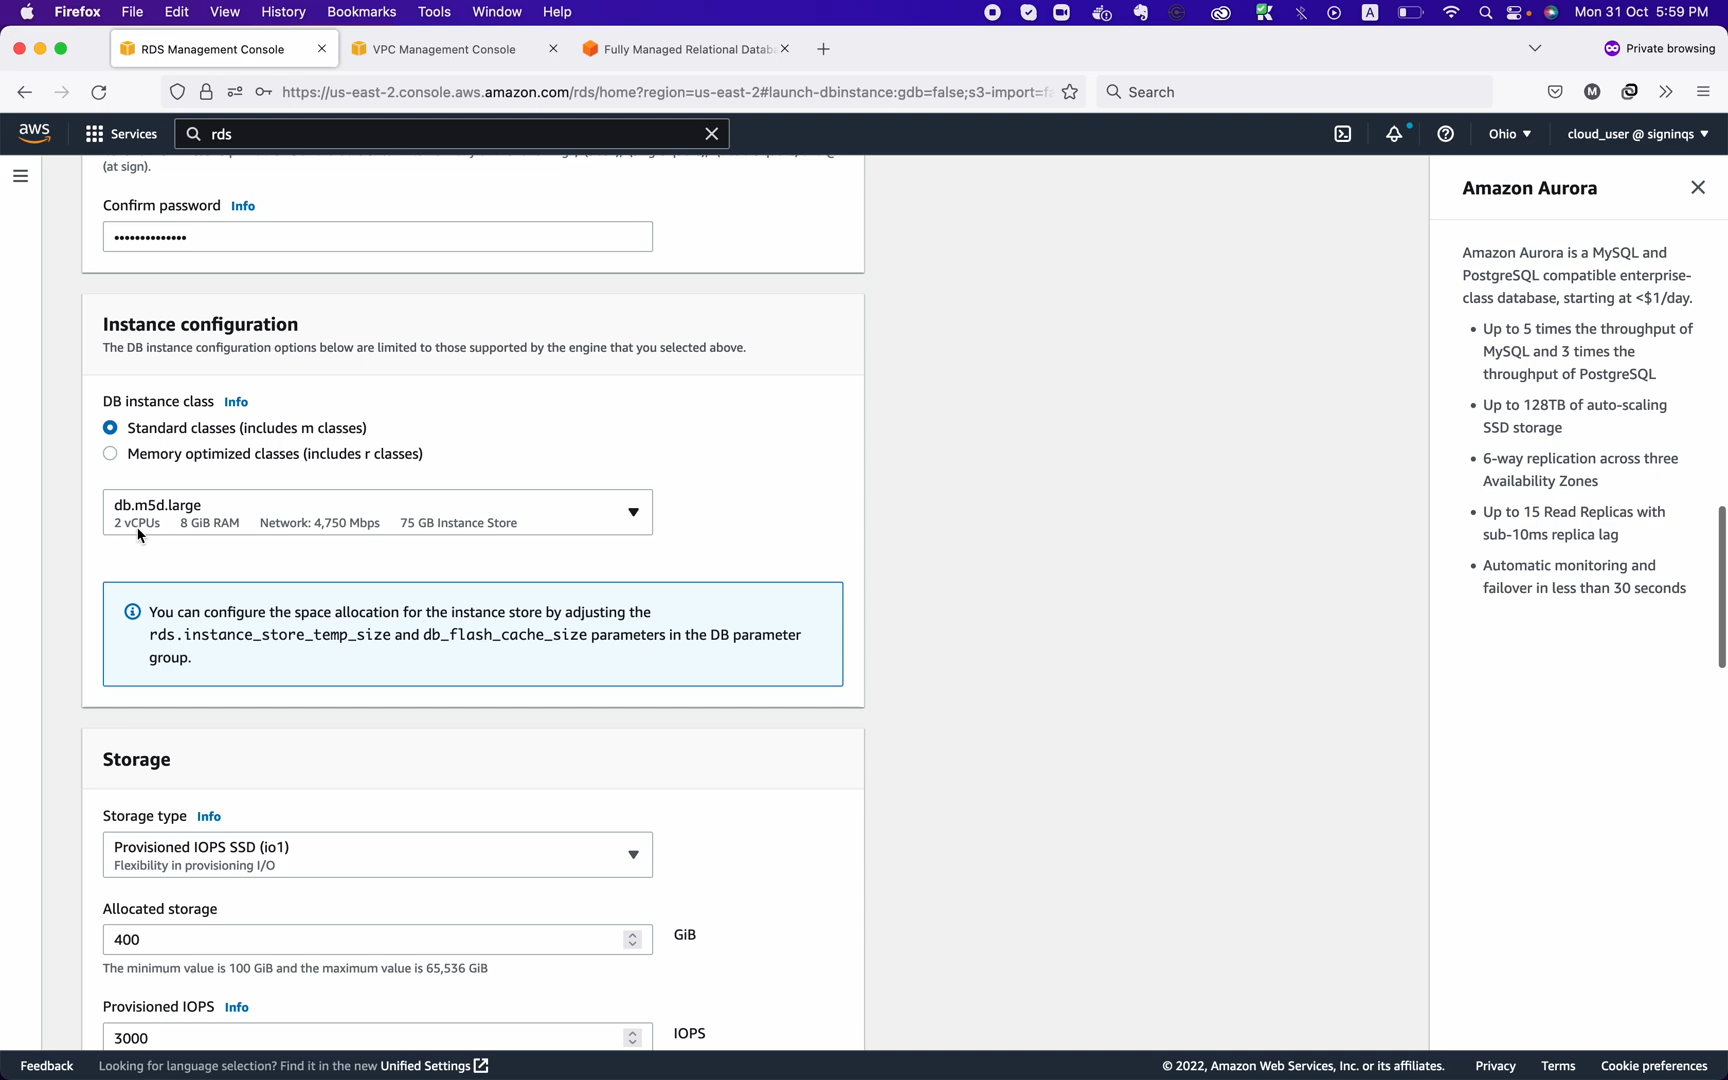 Firefox File Edit View History Bookmarks Tools Window Help A Mon 31 Oct 5:59 PM
RDS Management Console VPC Management Console Fully Managed Relational Datab Private browsing
https://us-east-2.console.aws.amazon.com/rds/home?region=us-east-2#launch-dbinstance:gdb=false;s3-import=f Search M
aws Services rds Ohio cloud_user @ signinqs
(at sign).
Confirm password Info
••••••••••••••
Instance configuration
The DB instance configuration options below are limited to those supported by the engine that you selected above.
DB instance class Info
Standard classes (includes m classes)
Memory optimized classes (includes r classes)
db.m5d.large
2 vCPUs 8 GiB RAM Network: 4,750 Mbps 75 GB Instance Store
You can configure the space allocation for the instance store by adjusting the
rds.instance_store_temp_size and db_flash_cache_size parameters in the DB parameter
group.
Storage
Storage type Info
Provisioned IOPS SSD (io1)
Flexibility in provisioning I/O
Allocated storage
400 GiB
The minimum value is 100 GiB and the maximum value is 65,536 GiB
Provisioned IOPS Info
3000 IOPS
Amazon Aurora
Amazon Aurora is a MySQL and
PostgreSQL compatible enterprise-
class database, starting at <$1/day.
• Up to 5 times the throughput of
MySQL and 3 times the
throughput of PostgreSQL
• Up to 128TB of auto-scaling
SSD storage
• 6-way replication across three
Availability Zones
• Up to 15 Read Replicas with
sub-10ms replica lag
• Automatic monitoring and
failover in less than 30 seconds
Feedback Looking for language selection? Find it in the new Unified Settings © 2022, Amazon Web Services, Inc. or its affiliates. Privacy Terms Cookie preferences